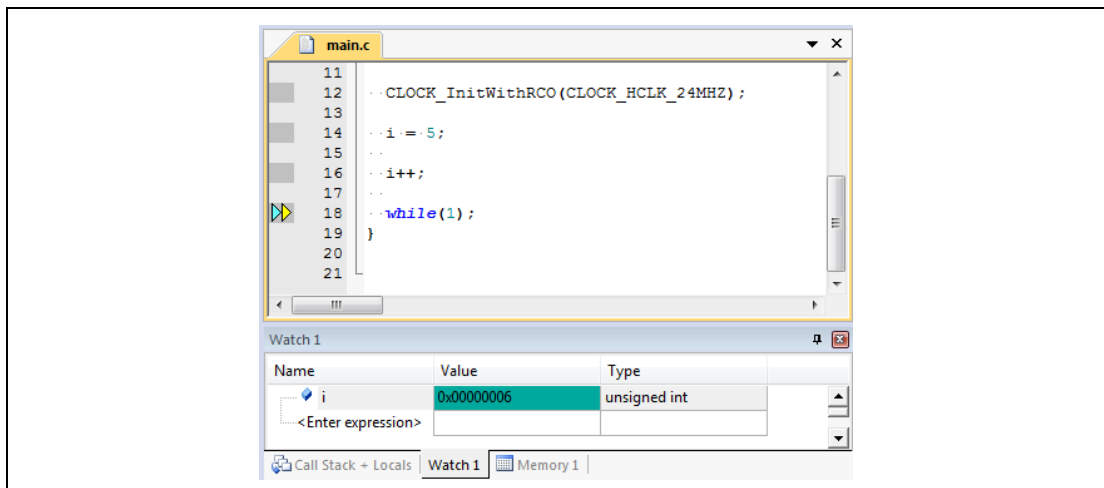 main.c
11
12 CLOCK_InitWithRCO(CLOCK_HCLK_24MHZ);
13
14 i = 5;
15
16 i++;
17
18 while(1);
19 }
20
21
Watch 1
Name Value Type
i 0x00000006 unsigned int
<Enter expression>
Call Stack + Locals Watch 1 Memory 1